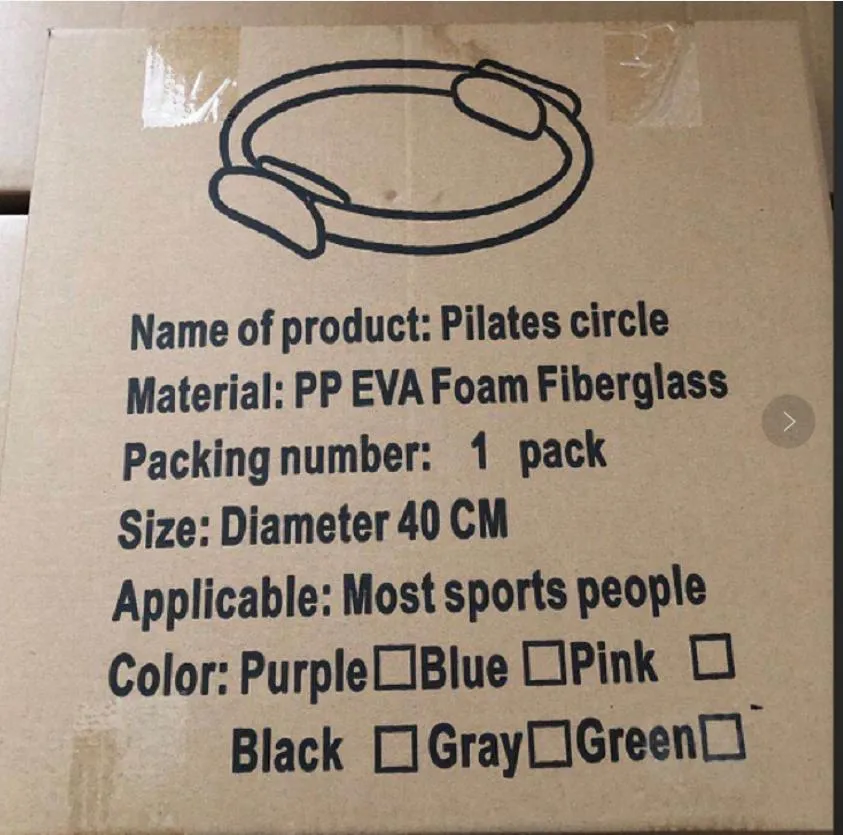 Name of product: Pilates circle
Material: PP EVA Foam Fiberglass
Packing number: 1 pack
Size: Diameter 40 CM
Applicable: Most sports people
Color: Purple□Blue □Pink □
Black □Gray□Green□